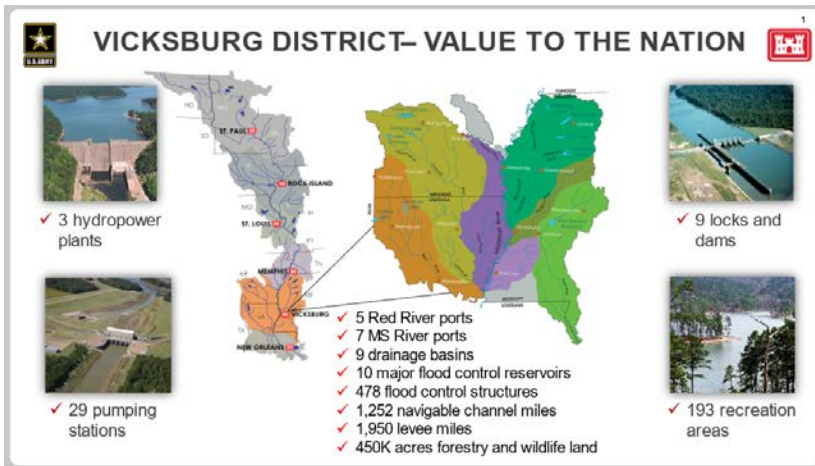 1
U.S. ARMY
VICKSBURG DISTRICT– VALUE TO THE NATION
✓ 3 hydropower
plants
✓ 29 pumping
stations
ST. PAUL
ROCK ISLAND
ST. LOUIS
MEMPHIS
VICKSBURG
NEW ORLEANS
MO
KY
✓ 5 Red River ports
✓ 7 MS River ports
✓ 9 drainage basins
✓ 10 major flood control reservoirs
✓ 478 flood control structures
✓ 1,252 navigable channel miles
✓ 1,950 levee miles
✓ 450K acres forestry and wildlife land
✓ 9 locks and
dams
✓ 193 recreation
areas